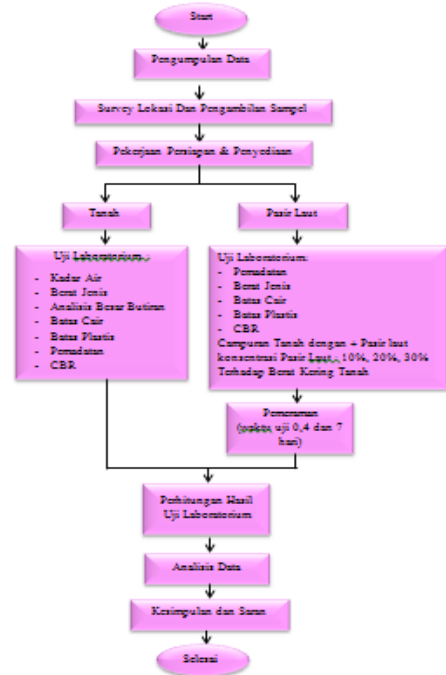 Start
Pengumpulan Data
Survey Lokasi Dan Pengambilan Sampel
Pekerjaan Persiapan & Penyediaan
Tanah
Pasir Laut
Uji Laboratorium :
- Kadar Air
- Berat Jenis
- Analisis Besar Butiran
- Batas Cair
- Batas Plastis
- Pemadatan
- CBR
Uji Laboratorium:
- Pemadatan
- Berat Jenis
- Batas Cair
- Batas Plastis
- CBR
Campuran Tanah dengan + Pasir laut
konsentrasi Pasir Laut : 10%, 20%, 30%
Terhadap Berat Kering Tanah
Pemeraman
(waktu uji 0,4 dan 7
hari)
Perhitungan Hasil
Uji Laboratorium
Analisis Data
Kesimpulan dan Saran
Selesai